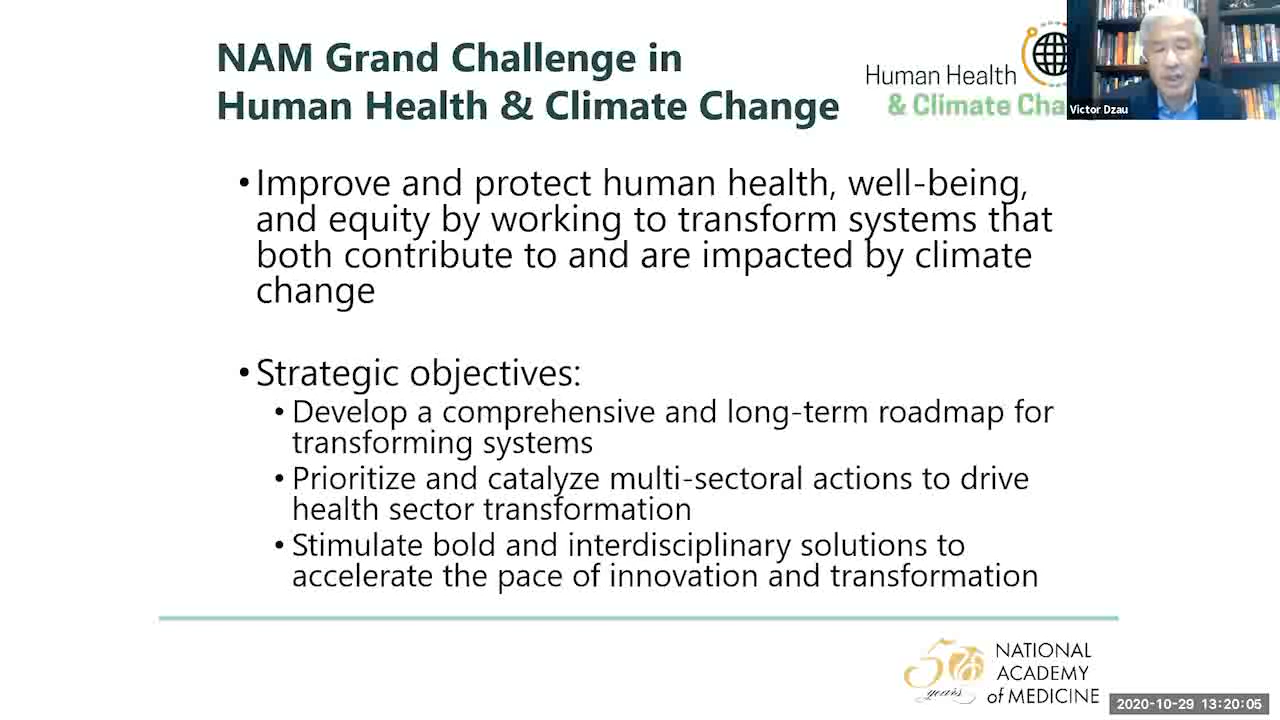 NAM Grand Challenge in
Human Health & Climate Change
Human Health
& Climate Cha
Victor Dzau
•Improve and protect human health, well-being,
and equity by working to transform systems that
both contribute to and are impacted by climate
change
•Strategic objectives:
•Develop a comprehensive and long-term roadmap for
transforming systems
•Prioritize and catalyze multi-sectoral actions to drive
health sector transformation
•Stimulate bold and interdisciplinary solutions to
accelerate the pace of innovation and transformation
50
years
NATIONAL
ACADEMY
of MEDICINE
2020-10-29 13:20:05